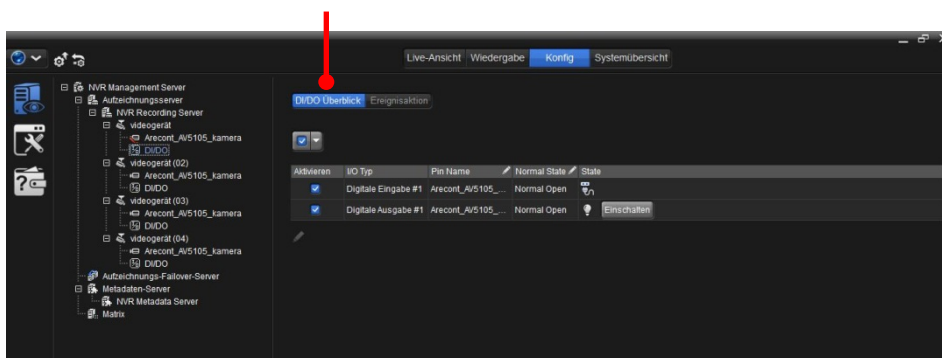 Live-Ansicht Wiedergabe Konfig Systemübersicht
NVR Management Server
Aufzeichnungsserver
NVR Recording Server
videogerät
Arecont_AV5105_kamera
DI/DO
videogerät (02)
Arecont_AV5105_kamera
DI/DO
videogerät (03)
Arecont_AV5105_kamera
DI/DO
videogerät (04)
Arecont_AV5105_kamera
DI/DO
Aufzeichnungs-Failover-Server
Metadaten-Server
NVR Metadata Server
Matrix
DI/DO Überblick Ereignisaktion
Aktivieren I/O Typ Pin Name Normal State State
Digitale Eingabe #1 Arecont_AV5105_... Normal Open
Digitale Ausgabe #1 Arecont_AV5105_... Normal Open Einschalten